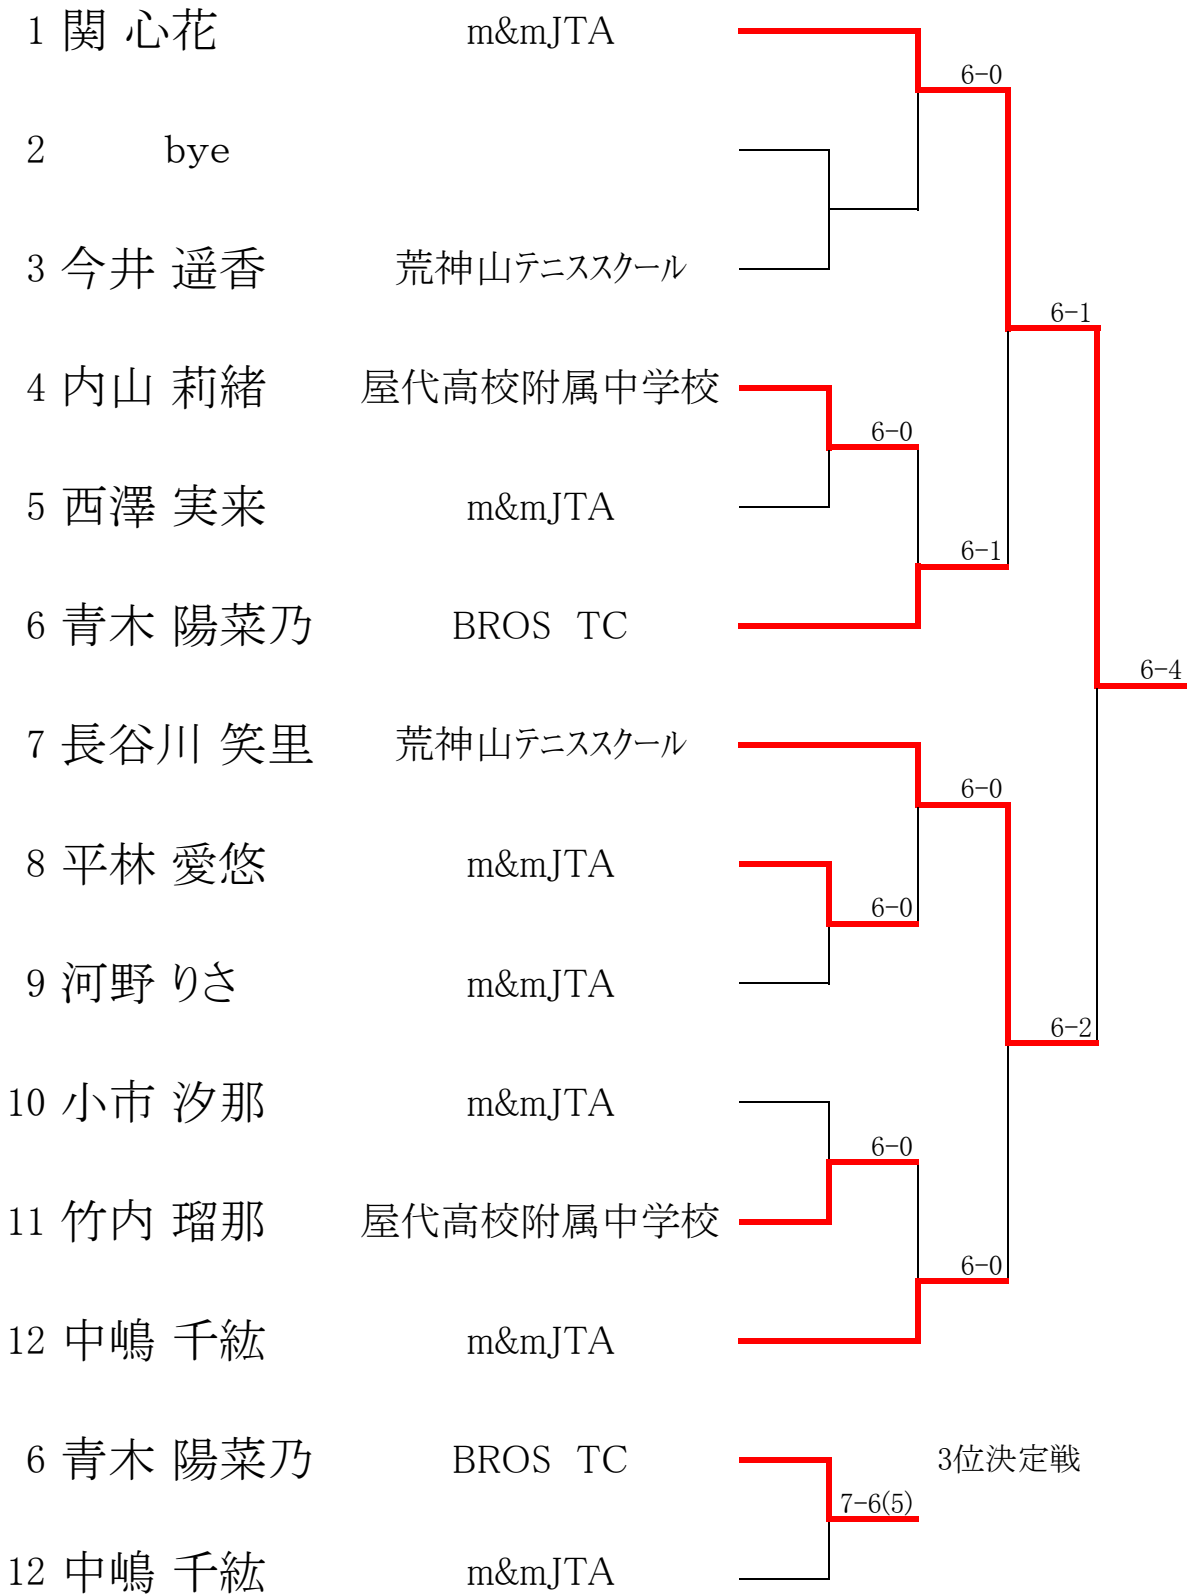 1 関 心花 m&mJTA
6-0
2 bye
3 今井 遥香 荒神山テニススクール
6-1
4 内山 莉緒 屋代高校附属中学校
6-0
5 西澤 実来 m&mJTA
6-1
6 青木 陽菜乃 BROS TC
6-4
7 長谷川 笑里 荒神山テニススクール
6-0
8 平林 愛悠 m&mJTA
6-0
9 河野 りさ m&mJTA
6-2
10 小市 汐那 m&mJTA
6-0
11 竹内 瑠那 屋代高校附属中学校
6-0
12 中嶋 千紘 m&mJTA
6 青木 陽菜乃 BROS TC 3位決定戦
7-6(5)
12 中嶋 千紘 m&mJTA